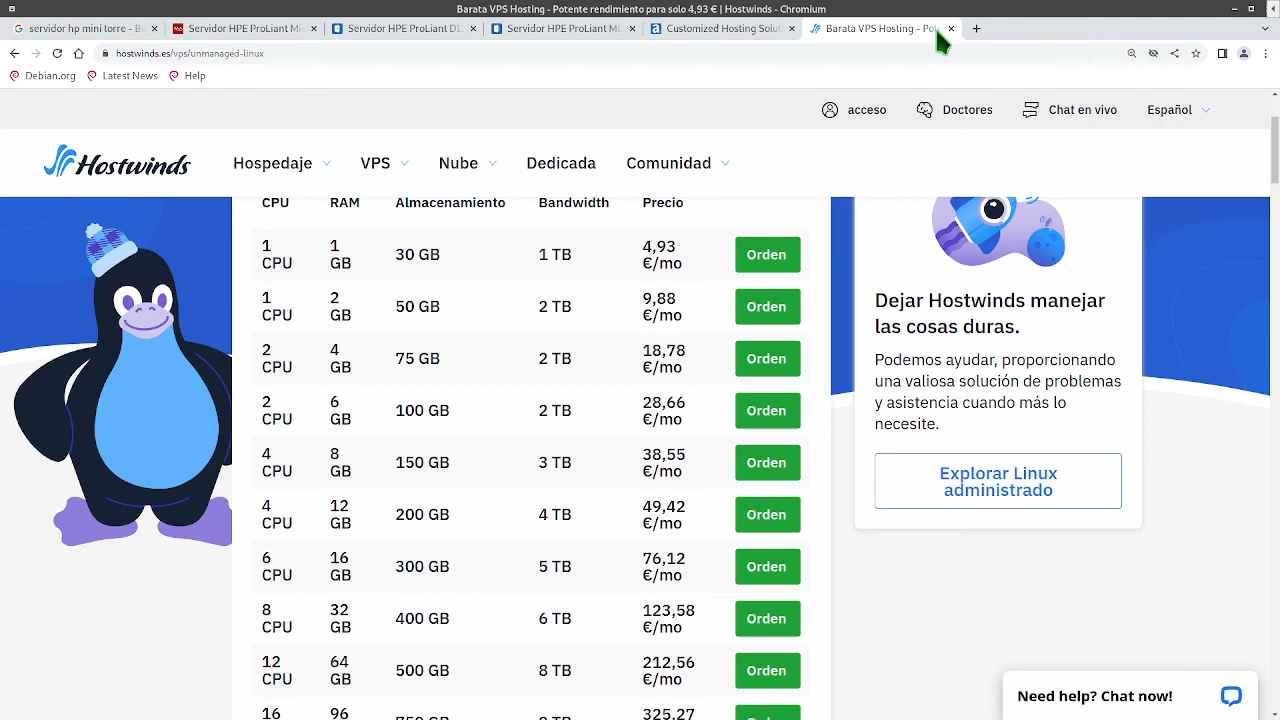 Barata VPS Hosting - Potente rendimiento para solo 4,93 € | Hostwinds - Chromium
servidor hp mini torre - Bu
Servidor HPE ProLiant Mic
Servidor HPE ProLiant DL
Servidor HPE ProLiant ML
Customized Hosting Solut
Barata VPS Hosting - Pot
hostwinds.es/vps/unmanaged-linux
Debian.org
Latest News
Help
acceso
Doctores
Chat en vivo
Español
Hostwinds
Hospedaje
VPS
Nube
Dedicada
Comunidad
CPU RAM Almacenamiento Bandwidth Precio
1 CPU 1 GB 30 GB 1 TB 4,93 €/mo Orden
1 CPU 2 GB 50 GB 2 TB 9,88 €/mo Orden
2 CPU 4 GB 75 GB 2 TB 18,78 €/mo Orden
2 CPU 6 GB 100 GB 2 TB 28,66 €/mo Orden
4 CPU 8 GB 150 GB 3 TB 38,55 €/mo Orden
4 CPU 12 GB 200 GB 4 TB 49,42 €/mo Orden
6 CPU 16 GB 300 GB 5 TB 76,12 €/mo Orden
8 CPU 32 GB 400 GB 6 TB 123,58 €/mo Orden
12 CPU 64 GB 500 GB 8 TB 212,56 €/mo Orden
16 96 750 GB 9 TB 325,27 Orden
Dejar Hostwinds manejar
las cosas duras.
Podemos ayudar, proporcionando
una valiosa solución de problemas
y asistencia cuando más lo
necesite.
Explorar Linux
administrado
Need help? Chat now!